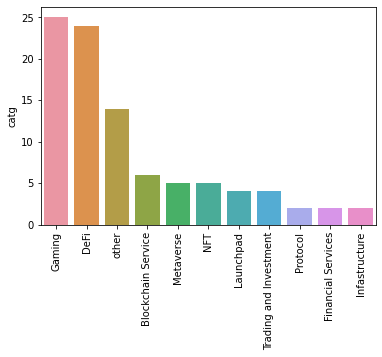 25
20
15
10
5
0
catg
Gaming
DeFi
other
Blockchain Service
Metaverse
NFT
Launchpad
Trading and Investment
Protocol
Financial Services
Infastructure